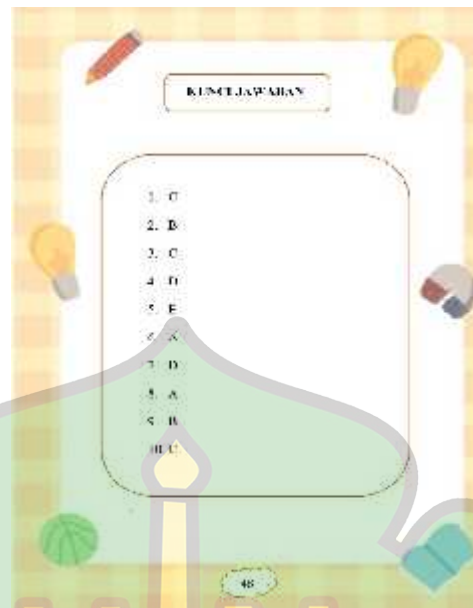 KUNCI JAWABAN
1. C
2. B
3. C
4. D
5. E
6. A
7. D
8. A
9. B
10. C
48